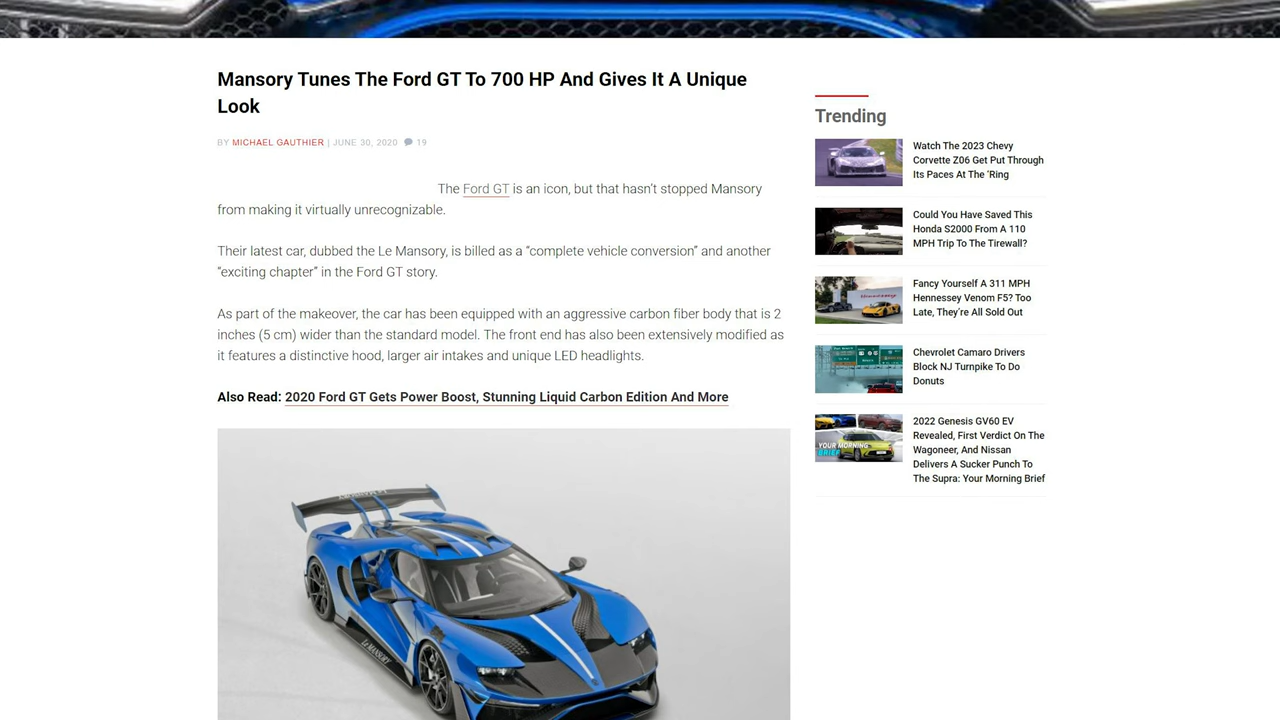 Mansory Tunes The Ford GT To 700 HP And Gives It A Unique
Look
BY MICHAEL GAUTHIER | JUNE 30, 2020 19
The Ford GT is an icon, but that hasn’t stopped Mansory
from making it virtually unrecognizable.
Their latest car, dubbed the Le Mansory, is billed as a “complete vehicle conversion” and another
“exciting chapter” in the Ford GT story.
As part of the makeover, the car has been equipped with an aggressive carbon fiber body that is 2
inches (5 cm) wider than the standard model. The front end has also been extensively modified as
it features a distinctive hood, larger air intakes and unique LED headlights.
Also Read: 2020 Ford GT Gets Power Boost, Stunning Liquid Carbon Edition And More
LE MANSORY
Trending
Watch The 2023 Chevy
Corvette Z06 Get Put Through
Its Paces At The ’Ring
Could You Have Saved This
Honda S2000 From A 110
MPH Trip To The Tirewall?
Fancy Yourself A 311 MPH
Hennessey Venom F5? Too
Late, They’re All Sold Out
Chevrolet Camaro Drivers
Block NJ Turnpike To Do
Donuts
YOUR MORNING
BRIEF
2022 Genesis GV60 EV
Revealed, First Verdict On The
Wagoneer, And Nissan
Delivers A Sucker Punch To
The Supra: Your Morning Brief